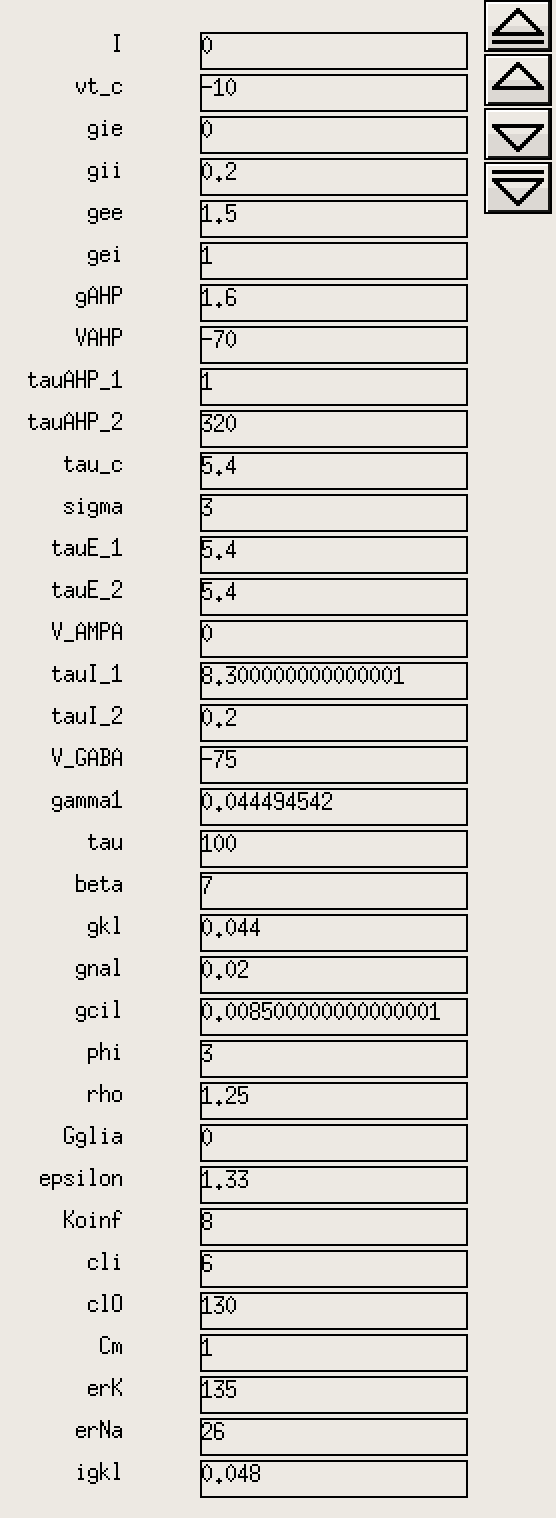 I 0
vt_c -10
gie 0
gii 0.2
gee 1.5
gei 1
gAHP 1.6
VAHP -70
tauAHP_1 1
tauAHP_2 320
tau_c 5.4
sigma 3
tauE_1 5.4
tauE_2 5.4
V_AMPA 0
tauI_1 8.300000000000001
tauI_2 0.2
V_GABA -75
gamma1 0.044494542
tau 100
beta 7
gkl 0.044
gnal 0.02
gcil 0.008500000000000001
phi 3
rho 1.25
Gglia 0
epsilon 1.33
Koinf 8
cli 6
clO 130
Cm 1
erK 135
erNa 26
igkl 0.048